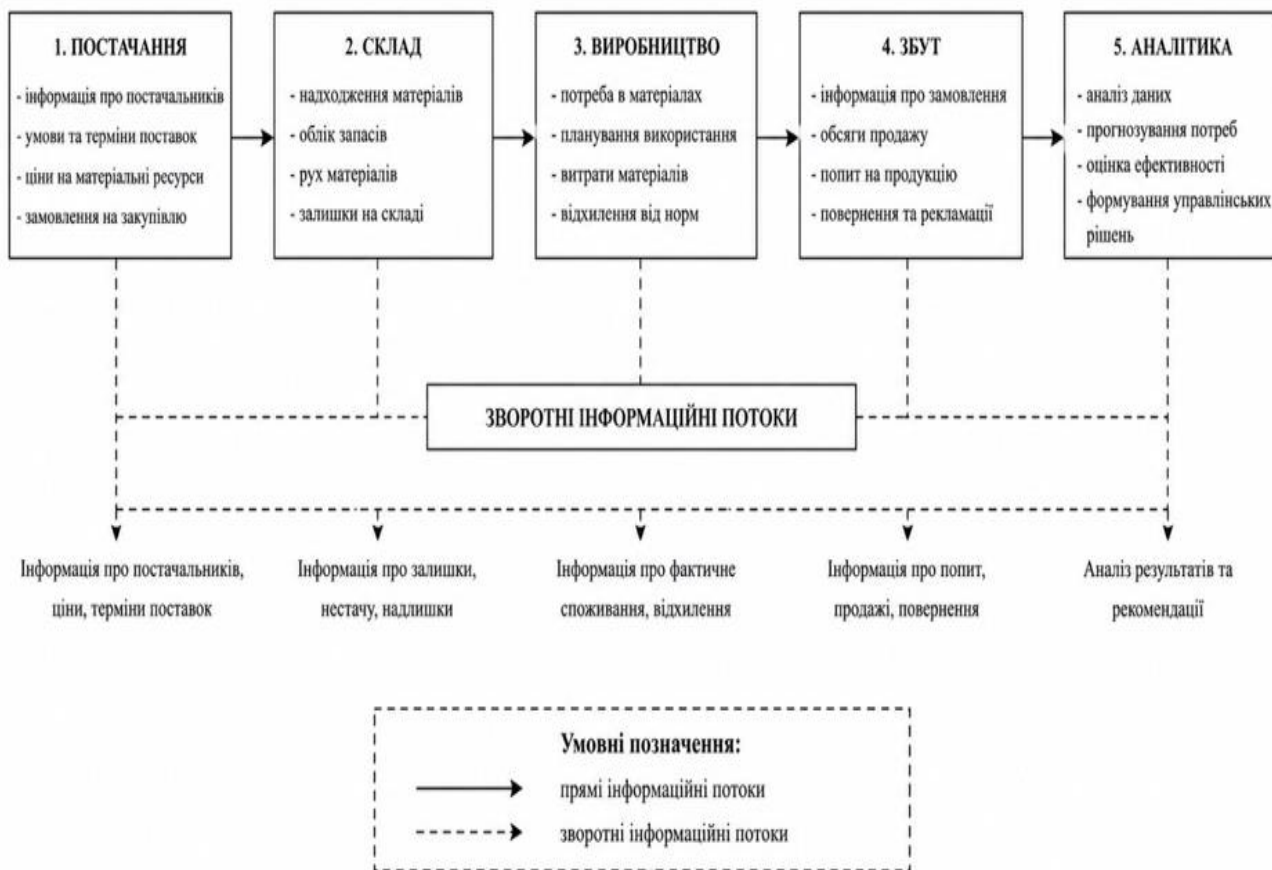 1. ПОСТАЧАННЯ
- інформація про постачальників
- умови та терміни поставок
- ціни на матеріальні ресурси
- замовлення на закупівлю
2. СКЛАД
- надходження матеріалів
- облік запасів
- рух матеріалів
- залишки на складі
3. ВИРОБНИЦТВО
- потреба в матеріалах
- планування використання
- витрати матеріалів
- відхилення від норм
4. ЗБУТ
- інформація про замовлення
- обсяги продажу
- попит на продукцію
- повернення та рекламації
5. АНАЛІТИКА
- аналіз даних
- прогнозування потреб
- оцінка ефективності
- формування управлінських
рішень
ЗВОРОТНІ ІНФОРМАЦІЙНІ ПОТОКИ
Інформація про постачальників,
ціни, терміни поставок
Інформація про залишки,
нестачу, надлишки
Інформація про фактичне
споживання, відхилення
Інформація про попит,
продажі, повернення
Аналіз результатів та
рекомендації
Умовні позначення:
прямі інформаційні потоки
зворотні інформаційні потоки